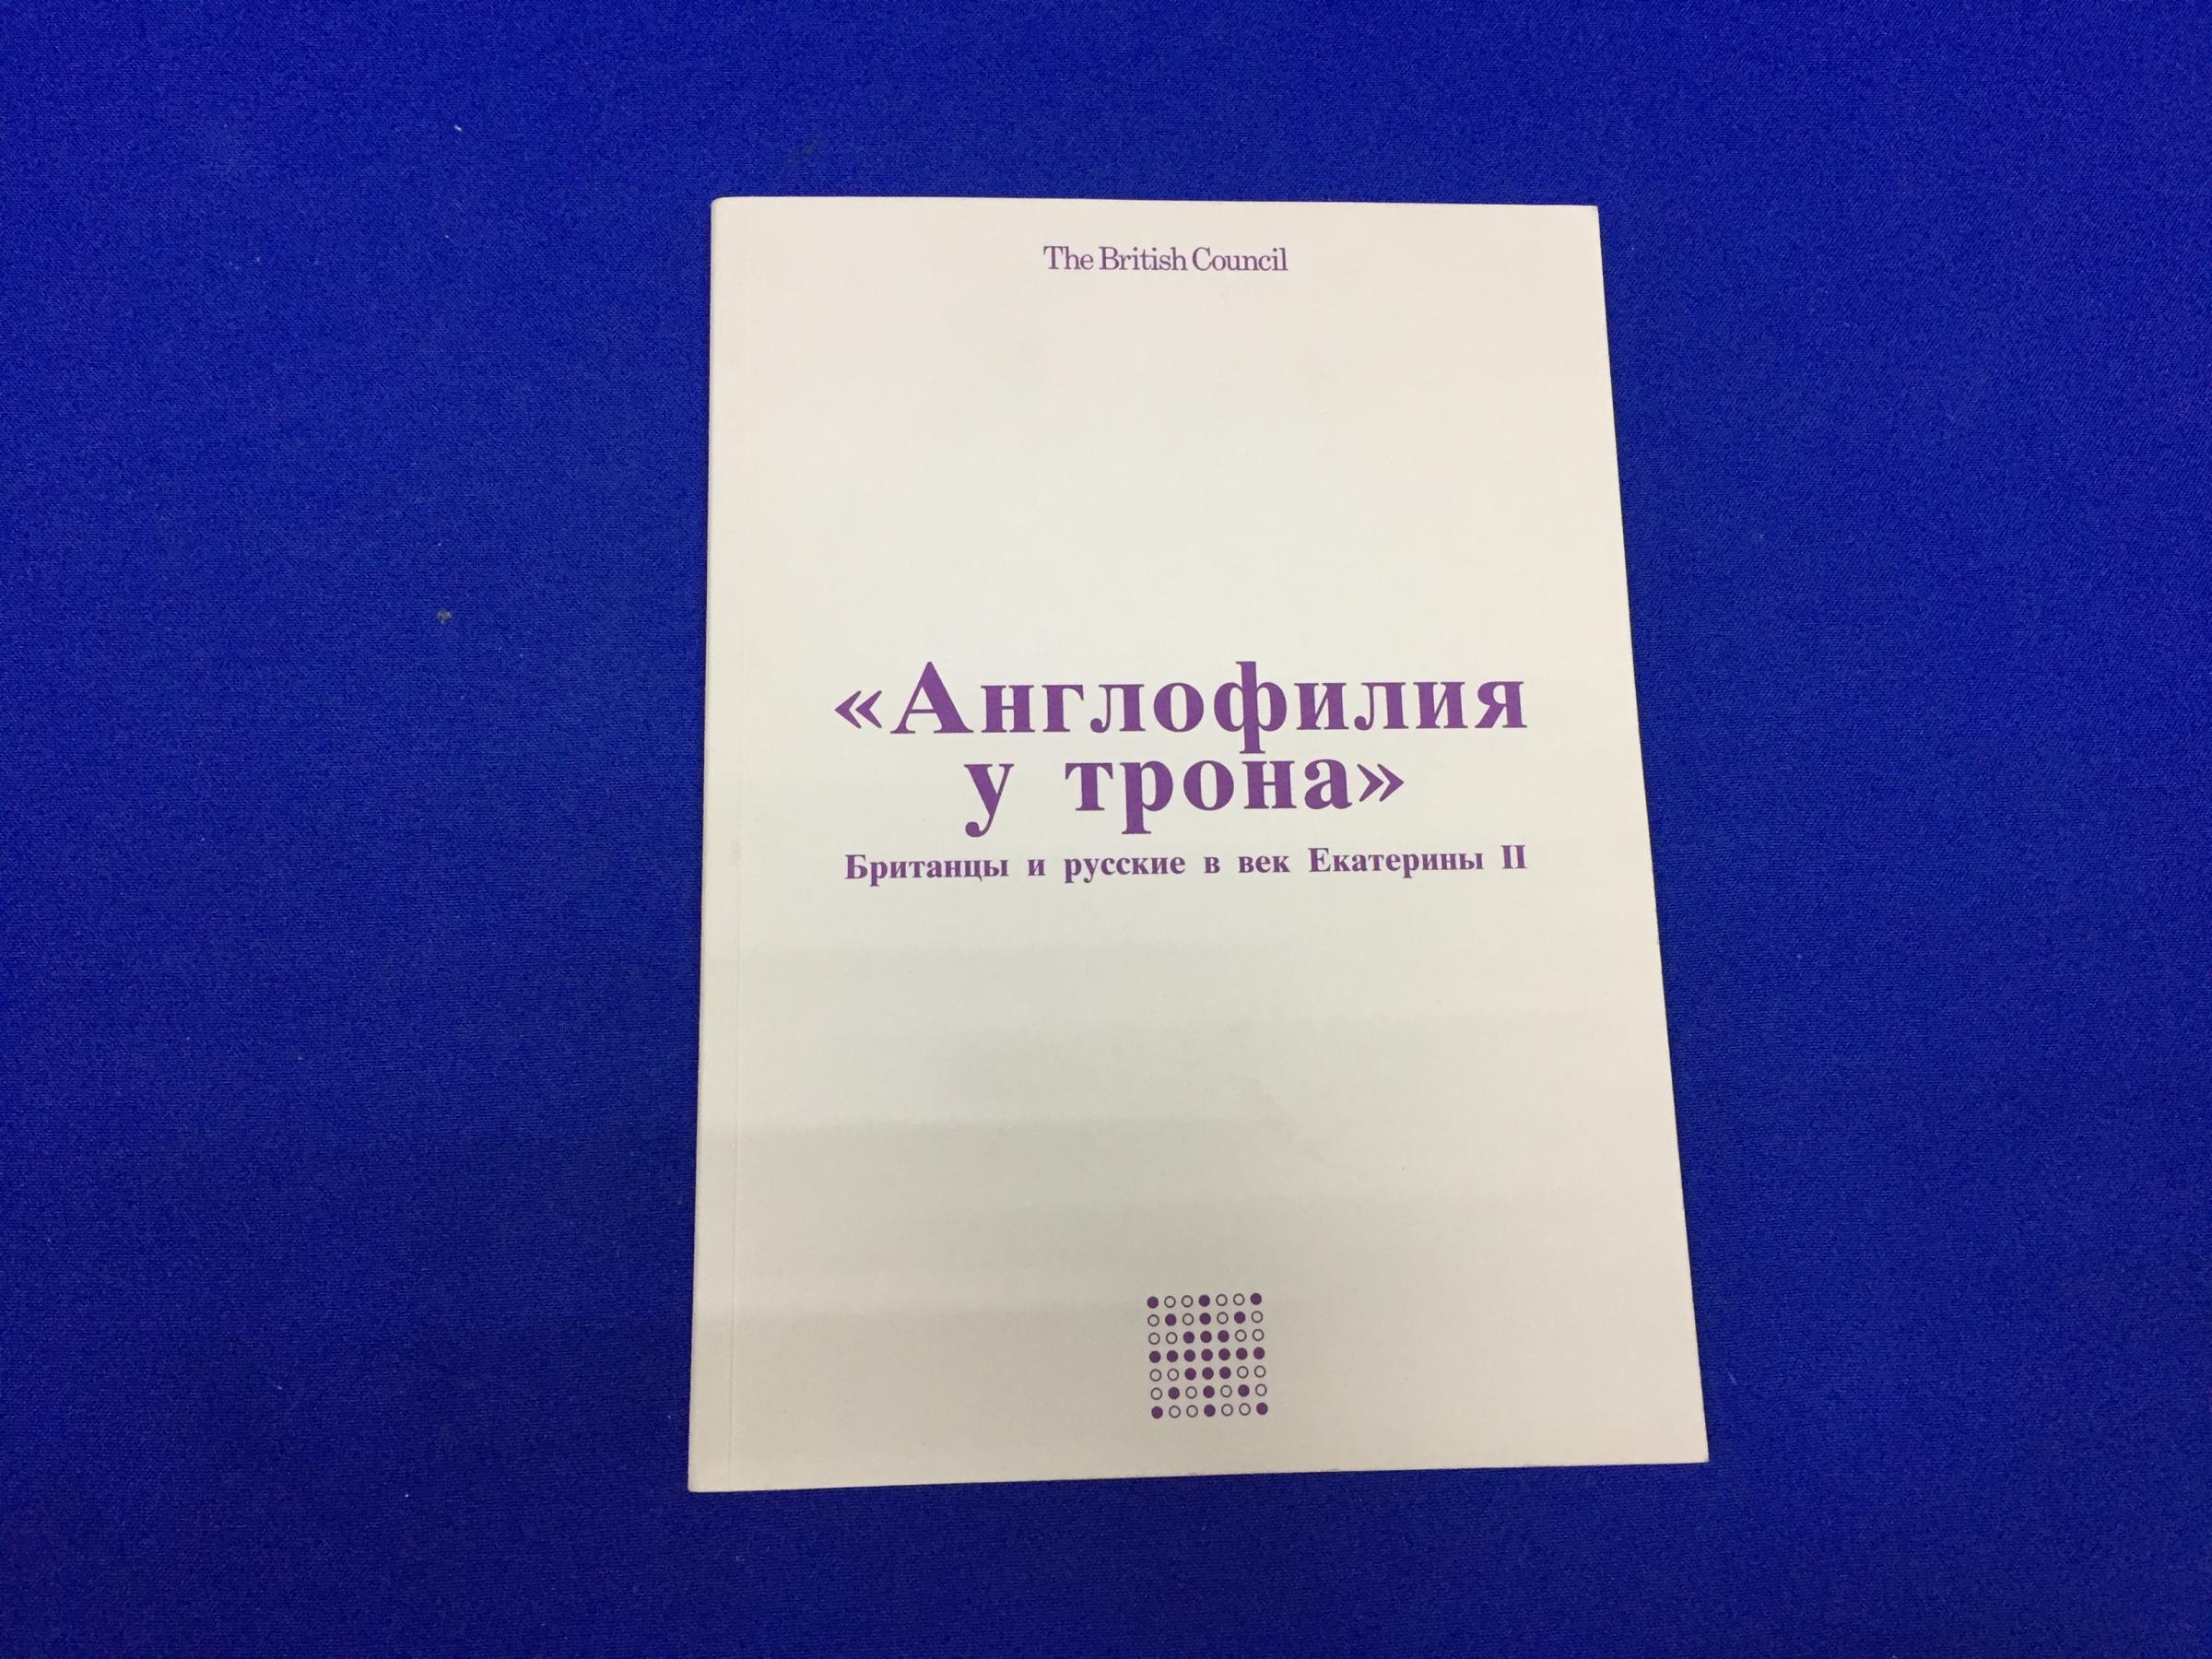 The British Council
«Англофилия
у трона»
Британцы и русские в век Екатерины II